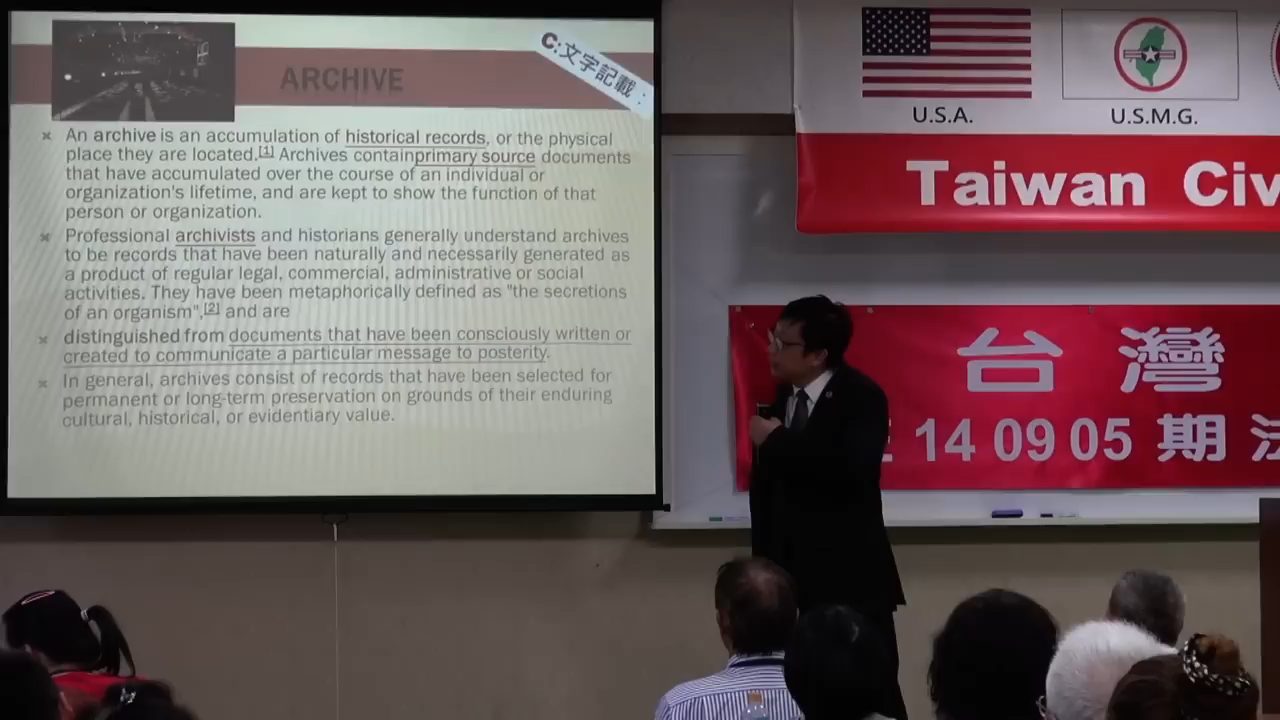 ARCHIVE
C:文字記載:
An archive is an accumulation of historical records, or the physical
place they are located.[1] Archives containprimary source documents
that have accumulated over the course of an individual or
organization's lifetime, and are kept to show the function of that
person or organization.
Professional archivists and historians generally understand archives
to be records that have been naturally and necessarily generated as
a product of regular legal, commercial, administrative or social
activities. They have been metaphorically defined as "the secretions
of an organism",[2] and are
distinguished from documents that have been consciously written or
created to communicate a particular message to posterity.
In general, archives consist of records that have been selected for
permanent or long-term preservation on grounds of their enduring
cultural, historical, or evidentiary value.
U.S.A. U.S.M.G.
Taiwan Civ
台灣
14 09 05 期